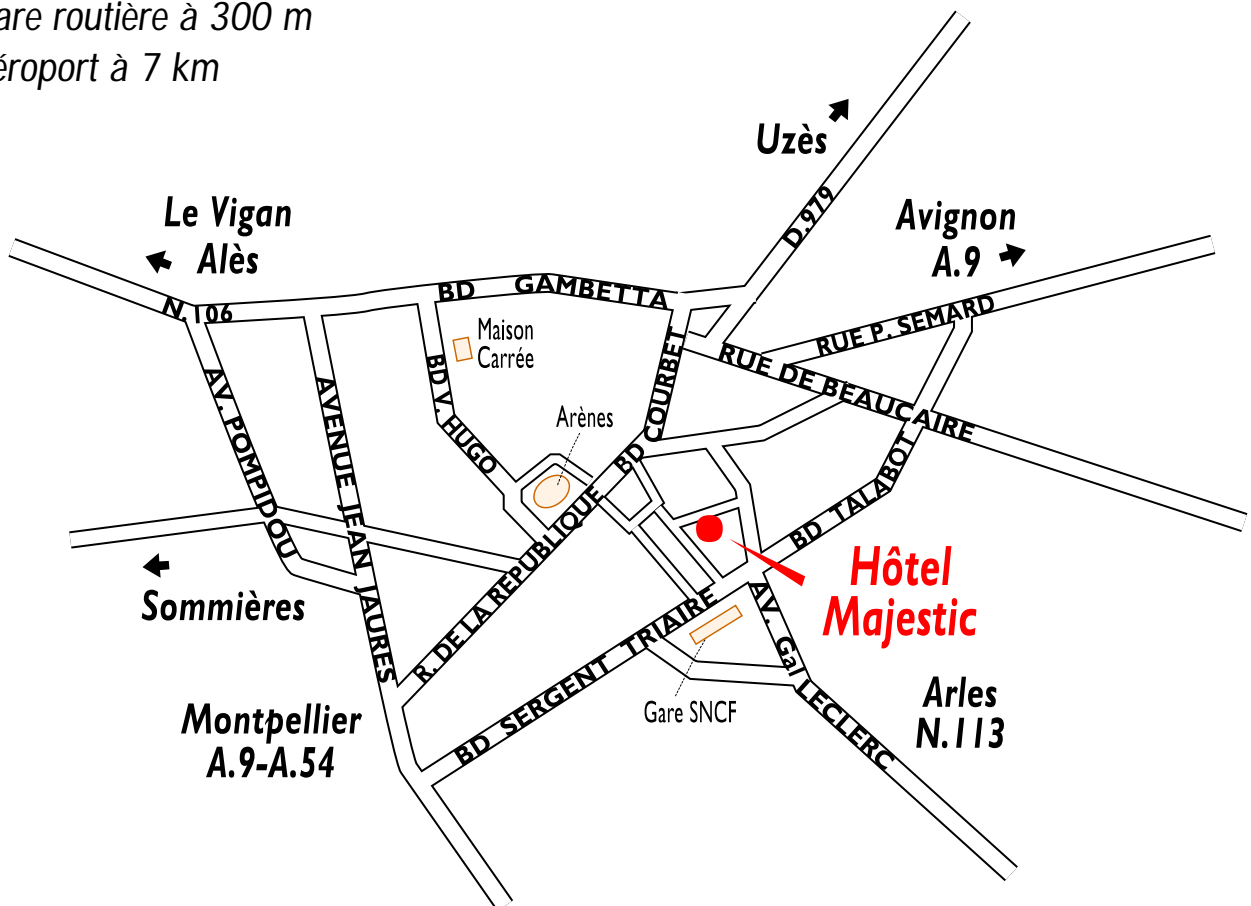 are routière à 300 m
éroport à 7 km
Uzès
D.979
Le Vigan
Alès
Avignon
A.9
N.106
BD GAMBETTA
RUE P. SEMARD
Maison
Carrée
BD COURBET
RUE DE BEAUCAIRE
BD V. HUGO
AV. POMPIDOU
AVENUE JEAN JAURES
Arènes
R. DE LA REPUBLIQUE
BD TALABOT
Hôtel
Majestic
Sommières
BD SERGENT TRIAIRE
AV. Gal LECLERC
Gare SNCF
Arles
N.113
Montpellier
A.9-A.54